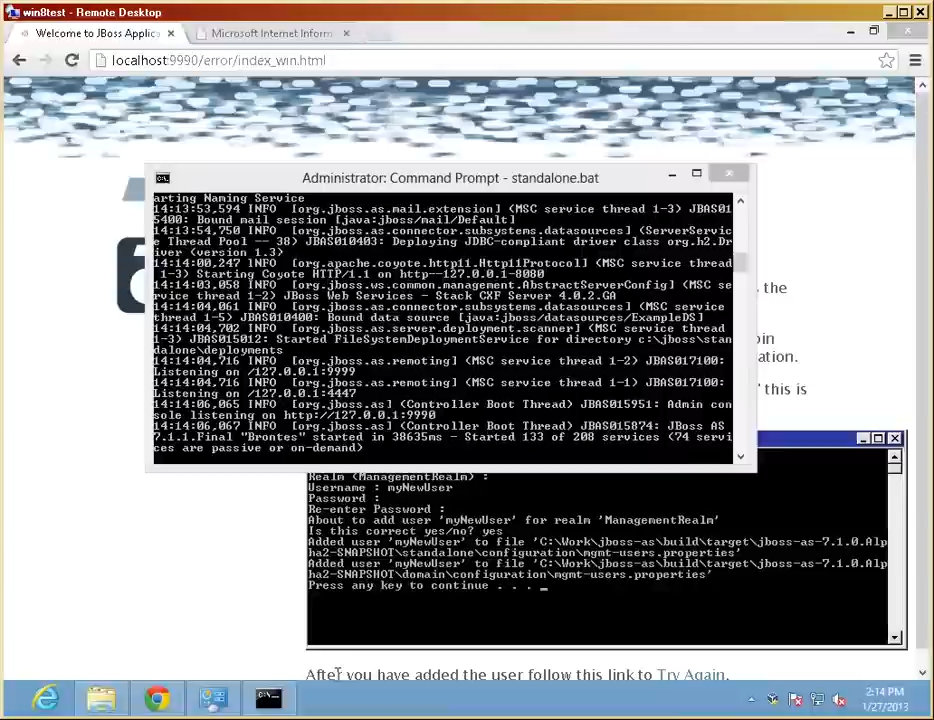 win8test - Remote Desktop
Welcome to JBoss Applic
Microsoft Internet Inform
localhost:9990/error/index_win.html
Administrator: Command Prompt - standalone.bat
arting Naming Service
14:13:53,594 INFO  [org.jboss.as.mail.extension] (MSC service thread 1-3) JBAS01
5400: Bound mail session [java:jboss/mail/Default]
14:13:54,750 INFO  [org.jboss.as.connector.subsystems.datasources] (ServerServic
e Thread Pool -- 38) JBAS010403: Deploying JDBC-compliant driver class org.h2.Dr
iver (version 1.3)
14:14:00,247 INFO  [org.apache.coyote.http11.Http11Protocol] (MSC service thread
 1-3) Starting Coyote HTTP/1.1 on http--127.0.0.1-8080
14:14:03,058 INFO  [org.jboss.ws.common.management.AbstractServerConfig] (MSC se
rvice thread 1-2) JBoss Web Services - Stack CXF Server 4.0.2.GA
14:14:04,061 INFO  [org.jboss.as.connector.subsystems.datasources] (MSC service
thread 1-5) JBAS010400: Bound data source [java:jboss/datasources/ExampleDS]
14:14:04,702 INFO  [org.jboss.as.server.deployment.scanner] (MSC service thread
1-3) JBAS015012: Started FileSystemDeploymentService for directory c:\jboss\stan
dalone\deployments
14:14:04,716 INFO  [org.jboss.as.remoting] (MSC service thread 1-2) JBAS017100:
Listening on /127.0.0.1:9999
14:14:04,716 INFO  [org.jboss.as.remoting] (MSC service thread 1-1) JBAS017100:
Listening on /127.0.0.1:4447
14:14:06,065 INFO  [org.jboss.as] (Controller Boot Thread) JBAS015951: Admin con
sole listening on http://127.0.0.1:9990
14:14:06,067 INFO  [org.jboss.as] (Controller Boot Thread) JBAS015874: JBoss AS
7.1.1.Final "Brontes" started in 38635ms - Started 133 of 208 services (74 servi
ces are passive or on-demand)
the
ation.
" this is
Realm (ManagementRealm) :
Username : myNewUser
Password :
Re-enter Password :
About to add user 'myNewUser' for realm 'ManagementRealm'
Is this correct yes/no? yes
Added user 'myNewUser' to file 'C:\Work\jboss-as\build\target\jboss-as-7.1.0.Alp
ha2-SNAPSHOT\standalone\configuration\mgmt-users.properties'
Added user 'myNewUser' to file 'C:\Work\jboss-as\build\target\jboss-as-7.1.0.Alp
ha2-SNAPSHOT\domain\configuration\mgmt-users.properties'
Press any key to continue . . . _
After you have added the user follow this link to Try Again.
2:14 PM
1/27/2013